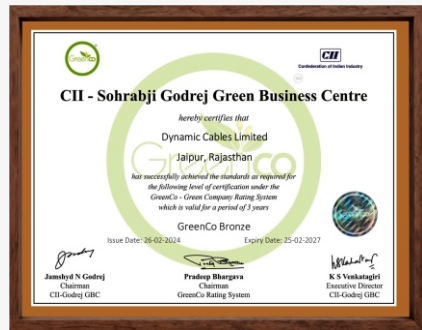 GreenCo
CII
Confederation of Indian Industry
CII - Sohrabji Godrej Green Business Centre
hereby certifies that
Dynamic Cables Limited
Jaipur, Rajasthan
GreenCo
has successfully achieved the standards as required for
the following level of certification under the
GreenCo - Green Company Rating System
which is valid for a period of 3 years
GreenCo Bronze
Issue Date: 26-02-2024 Expiry Date: 25-02-2027
Jamshyd N Godrej Pradeep Bhargava K S Venkatagiri
Chairman Chairman Executive Director
CII-Godrej GBC GreenCo Rating System CII-Godrej GBC